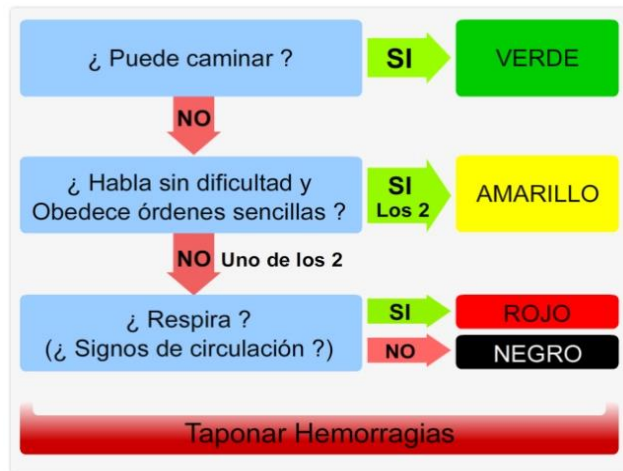 ¿ Puede caminar ?
SI
VERDE
NO
¿ Habla sin dificultad y
Obedece órdenes sencillas ?
SI
Los 2
AMARILLO
NO Uno de los 2
¿ Respira ?
(¿ Signos de circulación ?)
SI
ROJO
NO
NEGRO
Taponar Hemorragias